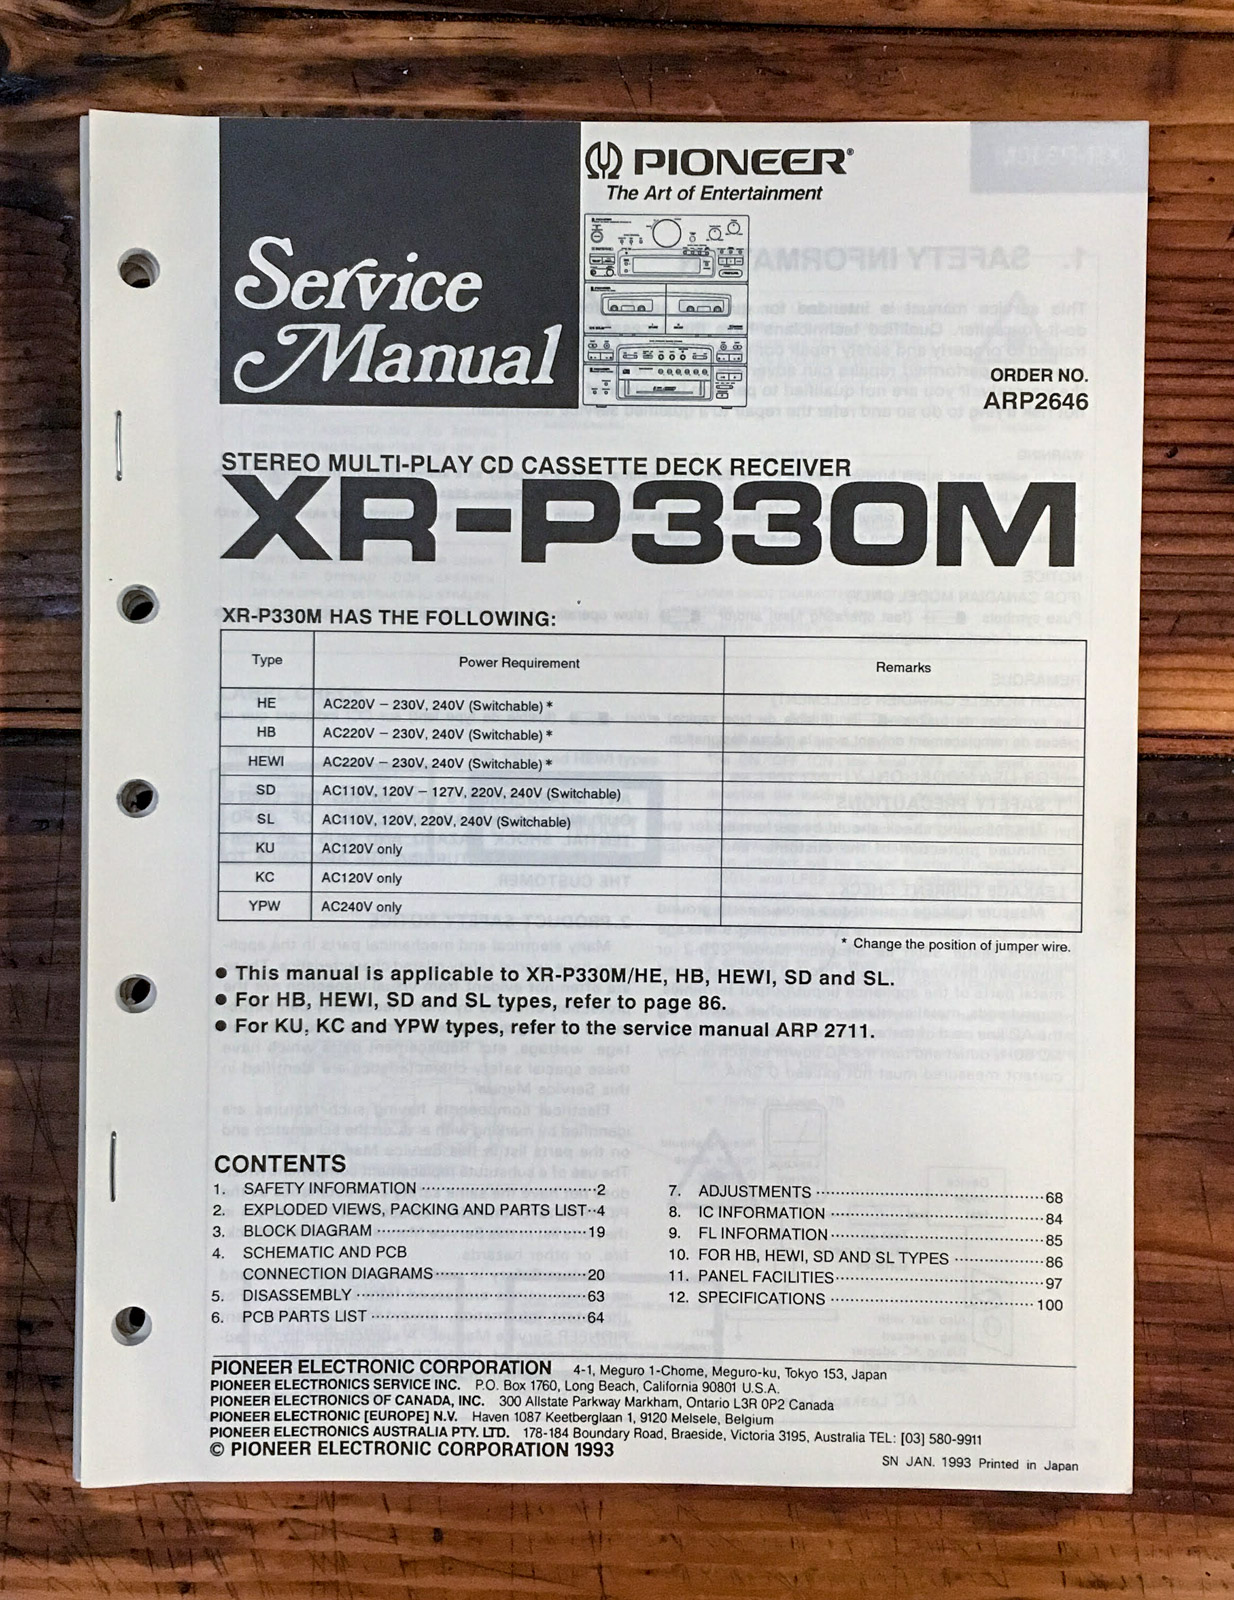 Service
Manual
PIONEER®
The Art of Entertainment
ORDER NO.
ARP2646
STEREO MULTI-PLAY CD CASSETTE DECK RECEIVER
XR-P330M
XR-P330M HAS THE FOLLOWING:
Type Power Requirement Remarks
HE AC220V – 230V, 240V (Switchable) *
HB AC220V – 230V, 240V (Switchable) *
HEWI AC220V – 230V, 240V (Switchable) *
SD AC110V, 120V – 127V, 220V, 240V (Switchable)
SL AC110V, 120V, 220V, 240V (Switchable)
KU AC120V only
KC AC120V only
YPW AC240V only
* Change the position of jumper wire.
● This manual is applicable to XR-P330M/HE, HB, HEWI, SD and SL.
● For HB, HEWI, SD and SL types, refer to page 86.
● For KU, KC and YPW types, refer to the service manual ARP 2711.
CONTENTS
1. SAFETY INFORMATION 2
2. EXPLODED VIEWS, PACKING AND PARTS LIST 4
3. BLOCK DIAGRAM 19
4. SCHEMATIC AND PCB
CONNECTION DIAGRAMS 20
5. DISASSEMBLY 63
6. PCB PARTS LIST 64
7. ADJUSTMENTS 68
8. IC INFORMATION 84
9. FL INFORMATION 85
10. FOR HB, HEWI, SD AND SL TYPES 86
11. PANEL FACILITIES 97
12. SPECIFICATIONS 100
PIONEER ELECTRONIC CORPORATION 4-1, Meguro 1-Chome, Meguro-ku, Tokyo 153, Japan
PIONEER ELECTRONICS SERVICE INC. P.O. Box 1760, Long Beach, California 90801 U.S.A.
PIONEER ELECTRONICS OF CANADA, INC. 300 Allstate Parkway Markham, Ontario L3R 0P2 Canada
PIONEER ELECTRONIC [EUROPE] N.V. Haven 1087 Keetberglaan 1, 9120 Melsele, Belgium
PIONEER ELECTRONICS AUSTRALIA PTY. LTD. 178-184 Boundary Road, Braeside, Victoria 3195, Australia TEL: [03] 580-9911
© PIONEER ELECTRONIC CORPORATION 1993
SN JAN. 1993 Printed in Japan